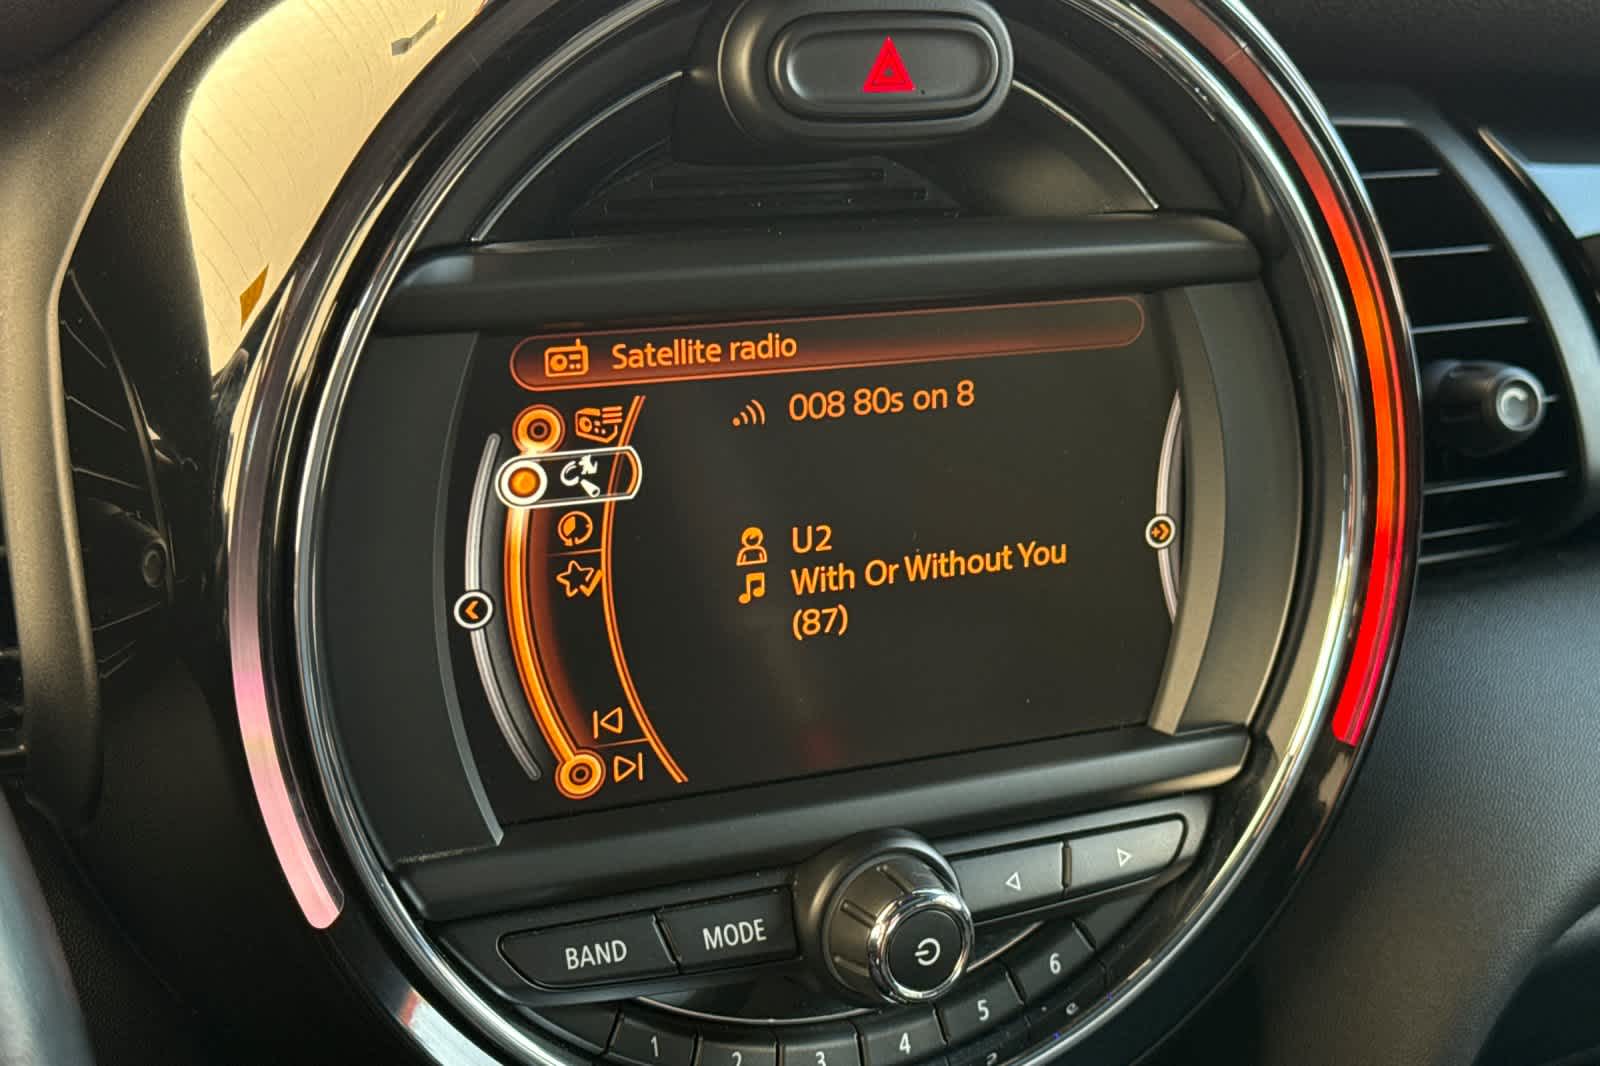 Satellite radio
008 80s on 8
U2
With Or Without You
(87)
BAND
MODE
1
2
3
4
5
6